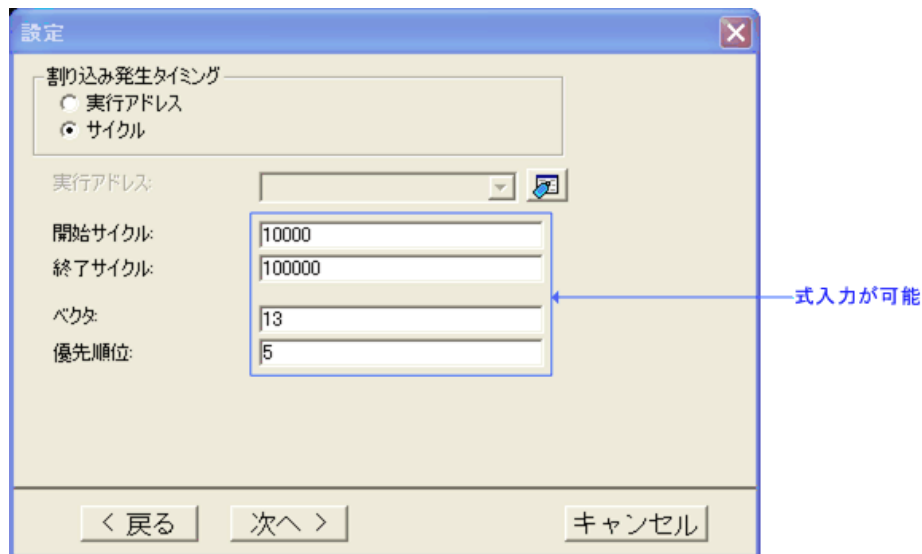 設定
割り込み発生タイミング
実行アドレス
サイクル
実行アドレス:
開始サイクル: 10000
終了サイクル: 100000
式入力が可能
ベクタ: 13
優先順位: 5
< 戻る 次へ > キャンセル